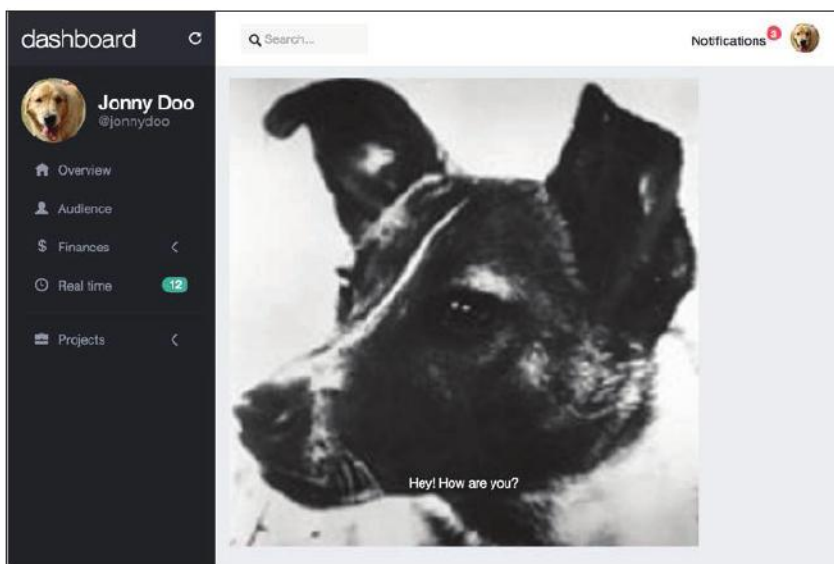 dashboard
Search...
Notifications
3
Jonny Doo
@jonnydoo
Overview
Audience
$ Finances
Real time
12
Projects
Hey! How are you?